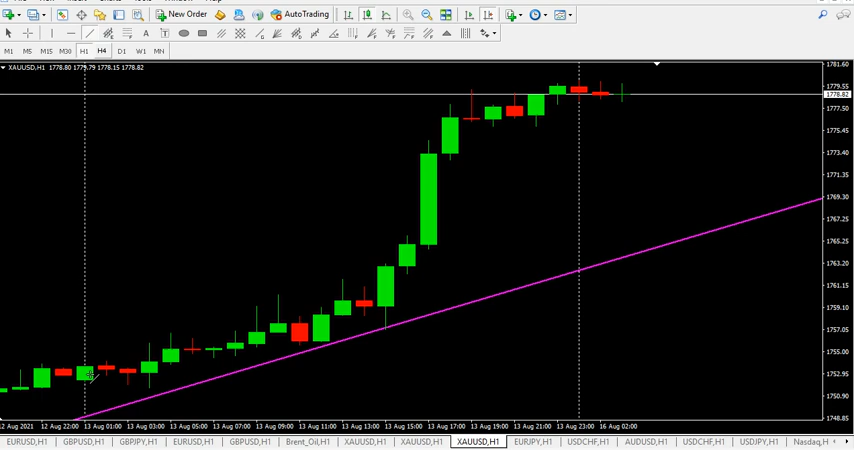 New Order
AutoTrading
A
T
M1 M5 M15 M30 H1 H4 D1 W1 MN
XAUUSD,H1 1778.80 1779.79 1778.15 1778.82
1781.60
1779.55
1778.82
1777.50
1775.45
1773.40
1771.35
1769.30
1767.25
1765.25
1763.20
1761.15
1759.10
1757.05
1755.00
1752.95
1750.90
1748.85
12 Aug 2021 12 Aug 22:00 13 Aug 01:00 13 Aug 03:00 13 Aug 05:00 13 Aug 07:00 13 Aug 09:00 13 Aug 11:00 13 Aug 13:00 13 Aug 15:00 13 Aug 17:00 13 Aug 19:00 13 Aug 21:00 13 Aug 23:00 16 Aug 02:00
EURUSD,H1 GBPUSD,H1 GBPJPY,H1 EURUSD,H1 GBPUSD,H1 Brent_Oil,H1 XAUUSD,H1 XAUUSD,H1 XAUUSD,H1 EURJPY,H1 USDCHF,H1 AUDUSD,H1 USDCHF,H1 USDJPY,H1 Nasdaq,H